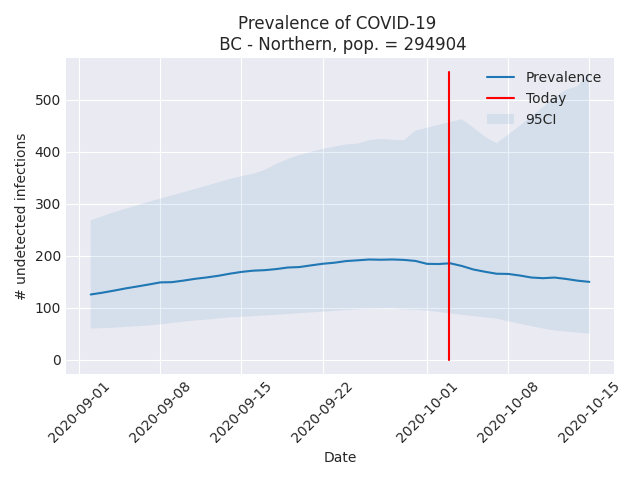 Prevalence of COVID-19
BC - Northern, pop. = 294904
Prevalence
Today
95CI
# undetected infections
500
400
300
200
100
0
2020-09-01
2020-09-08
2020-09-15
2020-09-22
2020-10-01
2020-10-08
2020-10-15
Date